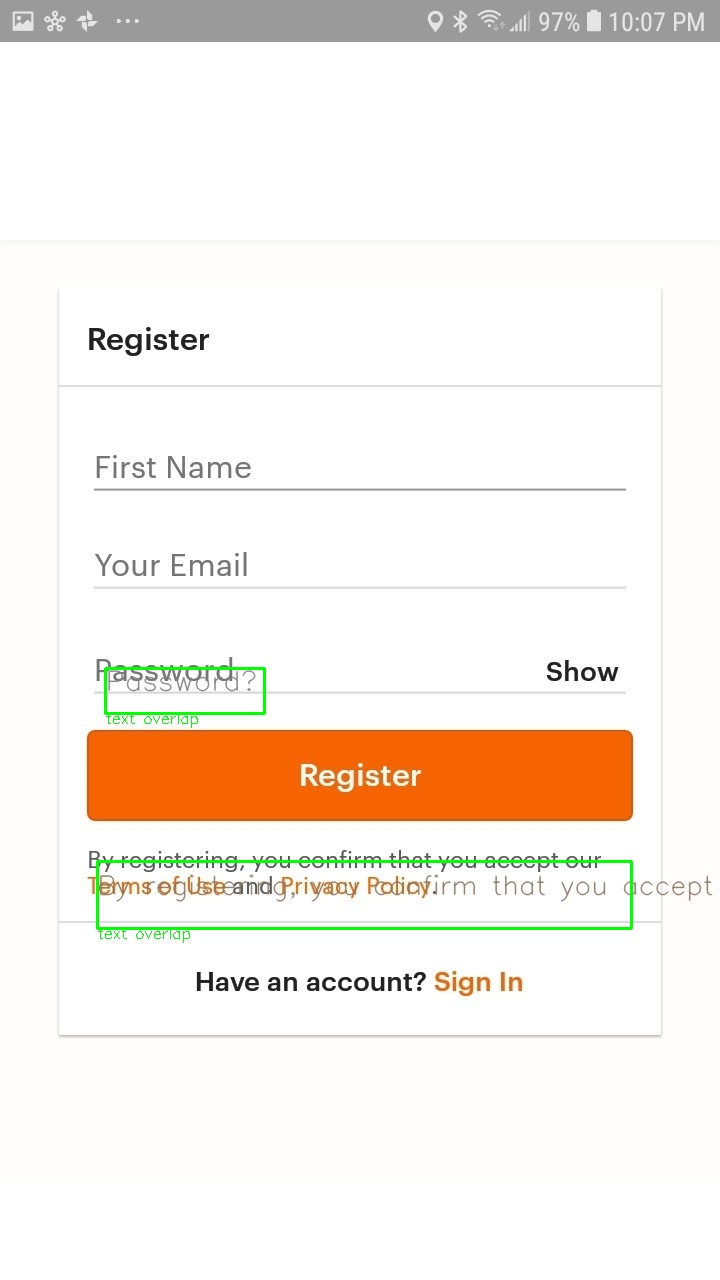 97% 10:07 PM
Register
First Name
Your Email
Password
Show
Password?
text overlap
Register
By registering, you confirm that you accept our
Terms of Use and Privacy Policy.
By registering, you confirm that you accept
text overlap
Have an account? Sign In